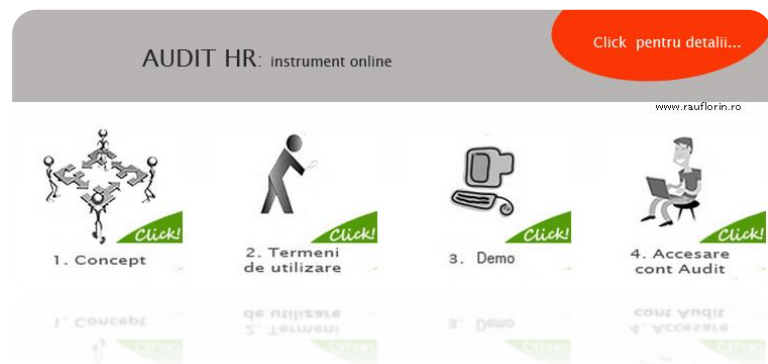 AUDIT HR: instrument online
Click pentru detalii...
www.rauflorin.ro
Click!
1. Concept
Click!
2. Termeni
de utilizare
Click!
3. Demo
Click!
4. Accesare
cont Audit